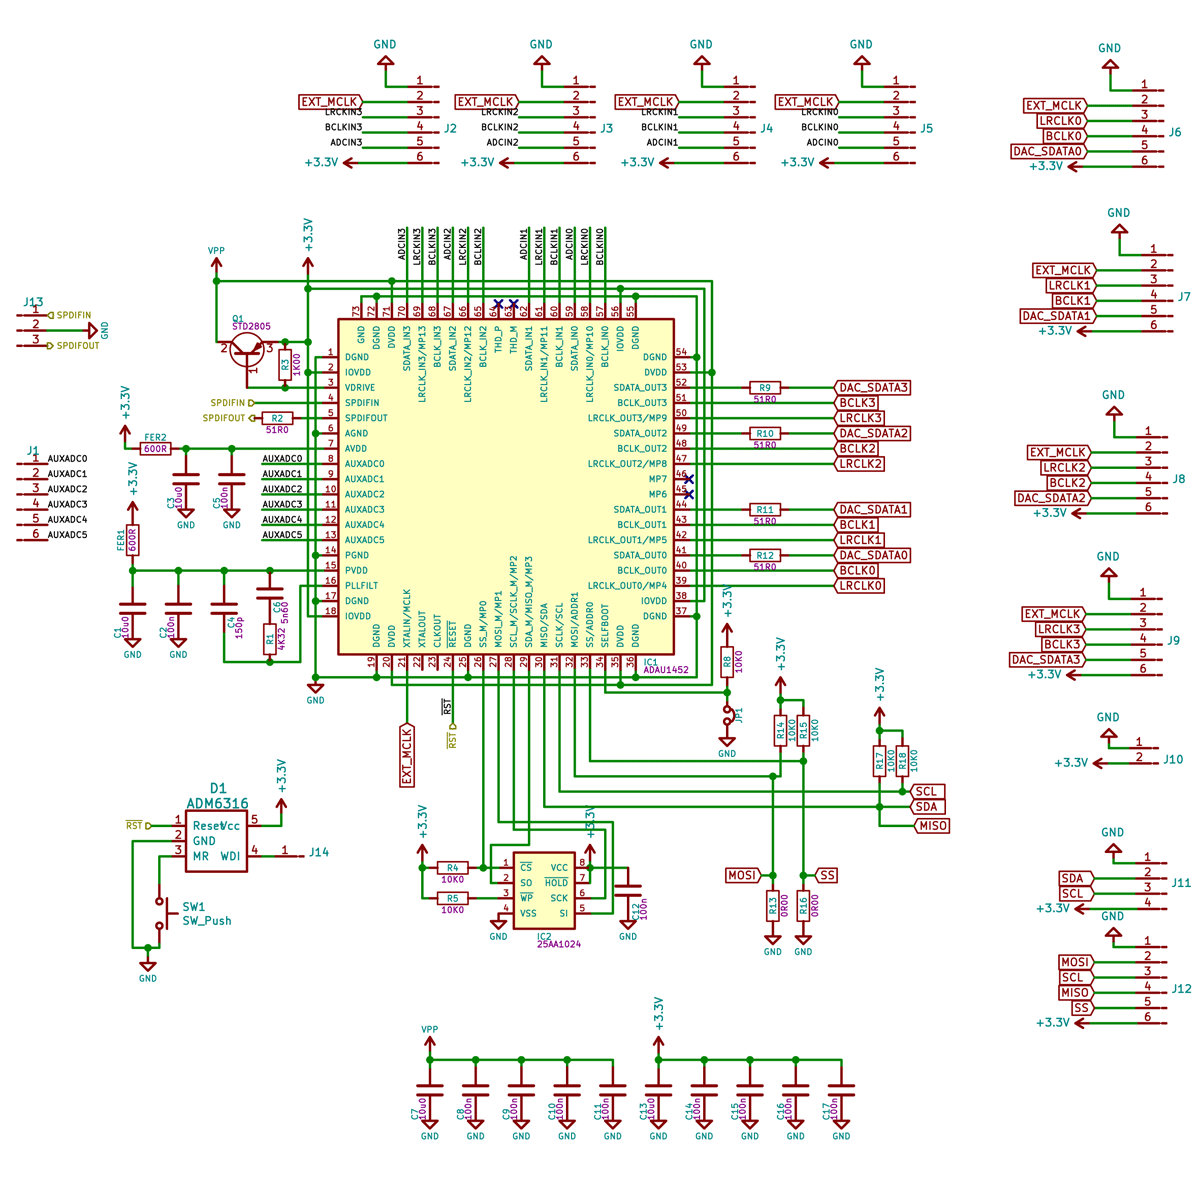 GND
GND
GND
GND
GND
EXT_MCLK
LRCKIN3
BCLKIN3
ADCIN3
+3.3V
1
2
3
4
5
6
J2
EXT_MCLK
LRCKIN2
BCLKIN2
ADCIN2
+3.3V
1
2
3
4
5
6
J3
EXT_MCLK
LRCKIN1
BCLKIN1
ADCIN1
+3.3V
1
2
3
4
5
6
J4
EXT_MCLK
LRCKIN0
BCLKIN0
ADCIN0
+3.3V
1
2
3
4
5
6
J5
EXT_MCLK
LRCLK0
BCLK0
DAC_SDATA0
+3.3V
1
2
3
4
5
6
J6
GND
EXT_MCLK
LRCLK1
BCLK1
DAC_SDATA1
+3.3V
1
2
3
4
5
6
J7
GND
EXT_MCLK
LRCLK2
BCLK2
DAC_SDATA2
+3.3V
1
2
3
4
5
6
J8
GND
EXT_MCLK
LRCLK3
BCLK3
DAC_SDATA3
+3.3V
1
2
3
4
5
6
J9
GND
+3.3V
1
2
J10
GND
SDA
SCL
+3.3V
1
2
3
4
J11
GND
MOSI
SCL
MISO
SS
+3.3V
1
2
3
4
5
6
J12
J13
1
2
3
SPDIFIN
SPDIFOUT
GND
VPP
+3.3V
Q1
STD2805
2
3
1
R3
1K00
SPDIFIN
SPDIFOUT
R2
51R0
+3.3V
FER2
600R
C3
10u0
GND
C5
100n
GND
J1
1
2
3
4
5
6
AUXADC0
AUXADC1
AUXADC2
AUXADC3
AUXADC4
AUXADC5
+3.3V
FER1
600R
C1
10u0
GND
C2
100n
GND
C4
150p
C6
5n60
R1
4K32
AUXADC0
AUXADC1
AUXADC2
AUXADC3
AUXADC4
AUXADC5
ADCIN3
LRCKIN3
BCLKIN3
ADCIN2
LRCKIN2
BCLKIN2
ADCIN1
LRCKIN1
BCLKIN1
ADCIN0
LRCKIN0
BCLKIN0
73 GND
72 DGND
71 DVDD
70 SDATA_IN3
69 LRCLK_IN3/MP13
68 BCLK_IN3
67 SDATA_IN2
66 LRCLK_IN2/MP12
65 BCLK_IN2
64 THD_P
63 THD_M
62 SDATA_IN1
61 LRCLK_IN1/MP11
60 BCLK_IN1
59 SDATA_IN0
58 LRCLK_IN0/MP10
57 BCLK_IN0
56 IOVDD
55 DGND
1 DGND
2 IOVDD
3 VDRIVE
4 SPDIFIN
5 SPDIFOUT
6 AGND
7 AVDD
8 AUXADC0
9 AUXADC1
10 AUXADC2
11 AUXADC3
12 AUXADC4
13 AUXADC5
14 PGND
15 PVDD
16 PLLFILT
17 DGND
18 IOVDD
DGND 54
DVDD 53
SDATA_OUT3 52
BCLK_OUT3 51
LRCLK_OUT3/MP9 50
SDATA_OUT2 49
BCLK_OUT2 48
LRCLK_OUT2/MP8 47
MP7 46
MP6 45
SDATA_OUT1 44
BCLK_OUT1 43
LRCLK_OUT1/MP5 42
SDATA_OUT0 41
BCLK_OUT0 40
LRCLK_OUT0/MP4 39
IOVDD 38
DGND 37
19 DGND
20 DVDD
21 XTALIN/MCLK
22 XTALOUT
23 CLKOUT
24 RESET
25 DGND
26 SS_M/MP0
27 MOSI_M/MP1
28 SCL_M/SCLK_M/MP2
29 SDA_M/MISO_M/MP3
30 MISO/SDA
31 SCLK/SCL
32 MOSI/ADDR1
33 SS/ADDR0
34 SELFBOOT
35 DVDD
36 DGND
IC1
ADAU1452
R9
51R0
R10
51R0
R11
51R0
R12
51R0
DAC_SDATA3
BCLK3
LRCLK3
DAC_SDATA2
BCLK2
LRCLK2
DAC_SDATA1
BCLK1
LRCLK1
DAC_SDATA0
BCLK0
LRCLK0
GND
EXT_MCLK
RST
RST
+3.3V
R8
10K0
JP1
GND
+3.3V
R14
10K0
R15
10K0
+3.3V
R17
10K0
R18
10K0
SCL
SDA
MISO
MOSI
SS
R13
0R00
GND
R16
0R00
GND
D1
ADM6316
RST
1 Reset
2 GND
3 MR
Vcc 5
WDI 4
+3.3V
1
J14
SW1
SW_Push
GND
+3.3V
R4
10K0
R5
10K0
1 CS
2 SO
3 WP
4 VSS
VCC 8
HOLD 7
SCK 6
SI 5
GND
IC2
25AA1024
+3.3V
C12
100n
GND
VPP
C7
10u0
GND
C8
100n
GND
C9
100n
GND
C10
100n
GND
C11
100n
GND
+3.3V
C13
10u0
GND
C14
100n
GND
C15
100n
GND
C16
100n
GND
C17
100n
GND